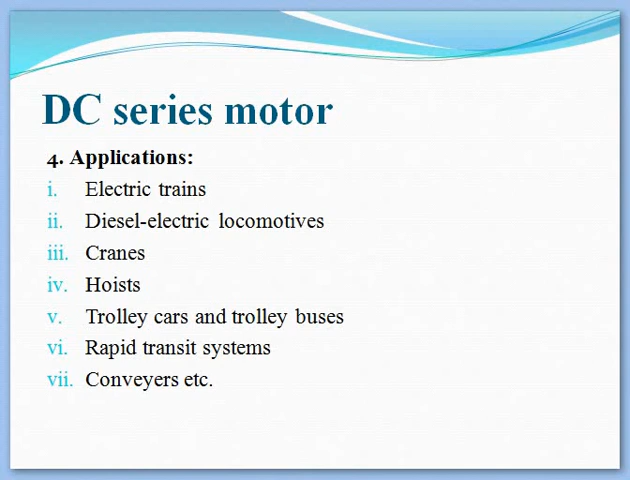 DC series motor
4. Applications:
i. Electric trains
ii. Diesel-electric locomotives
iii. Cranes
iv. Hoists
v. Trolley cars and trolley buses
vi. Rapid transit systems
vii. Conveyers etc.